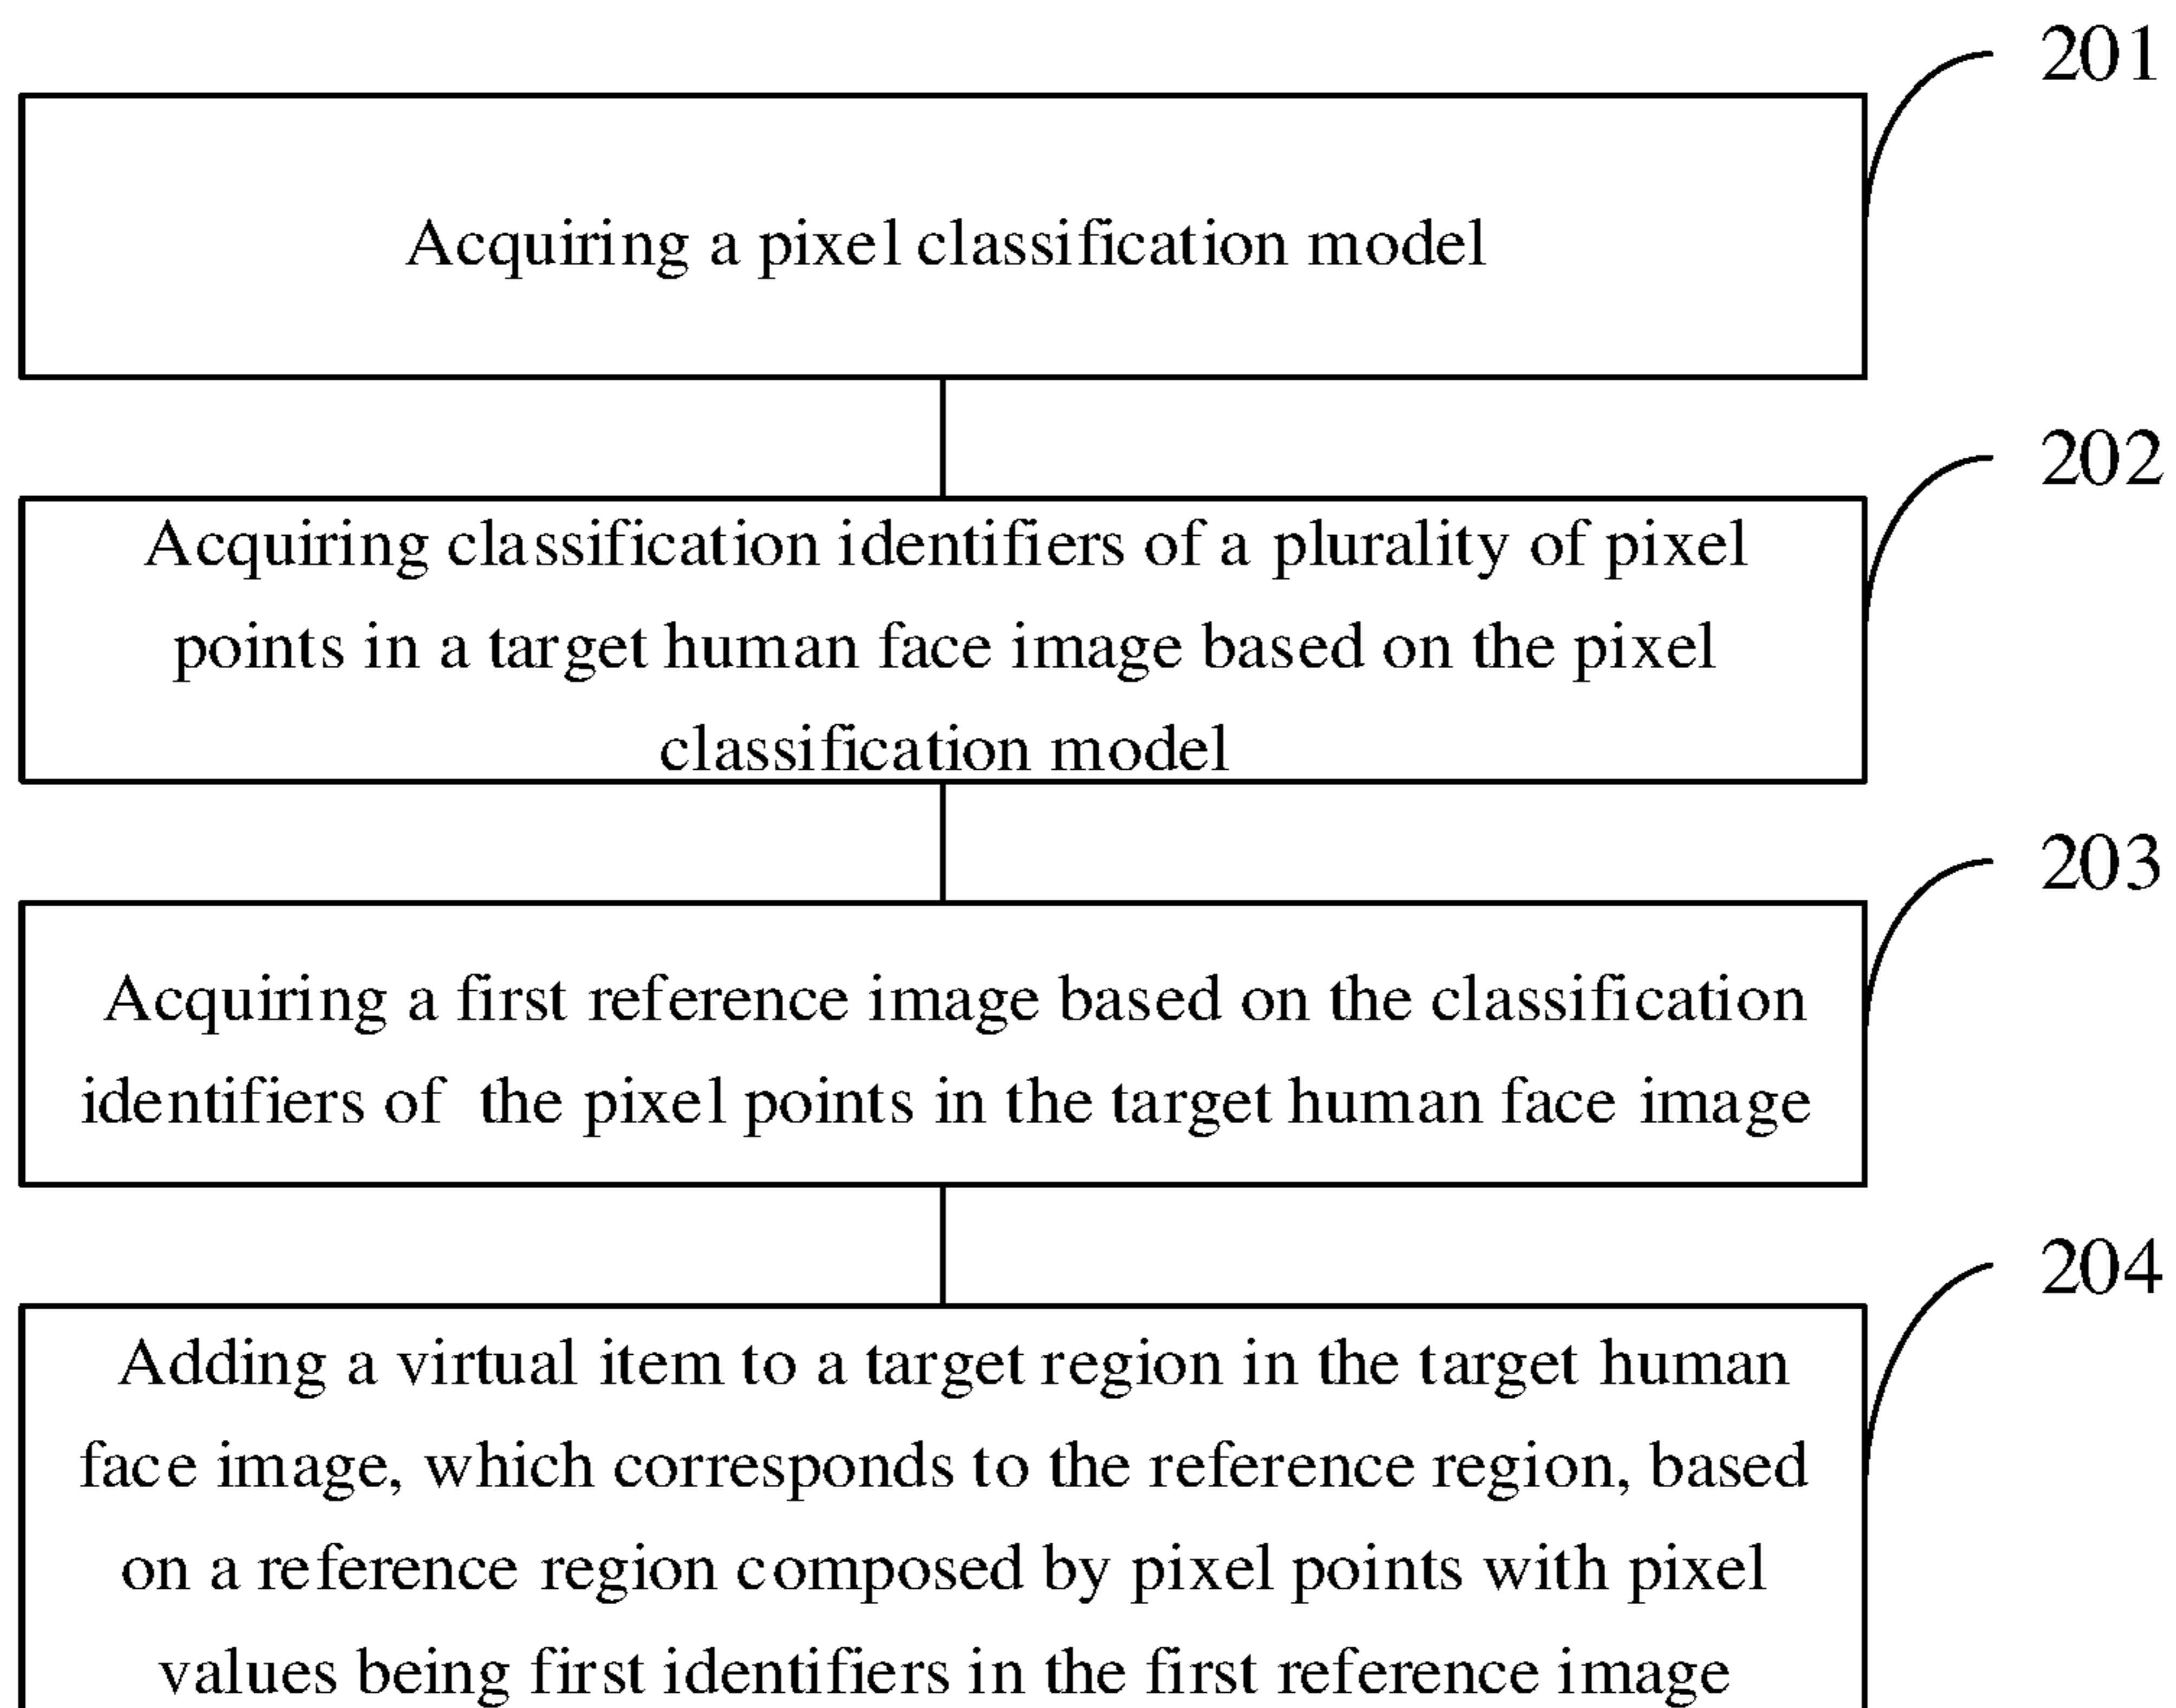 201
Acquiring a pixel classification model
202
Acquiring classification identifiers of a plurality of pixel
points in a target human face image based on the pixel
classification model
203
Acquiring a first reference image based on the classification
identifiers of the pixel points in the target human face image
204
Adding a virtual item to a target region in the target human
face image, which corresponds to the reference region, based
on a reference region composed by pixel points with pixel
values being first identifiers in the first reference image